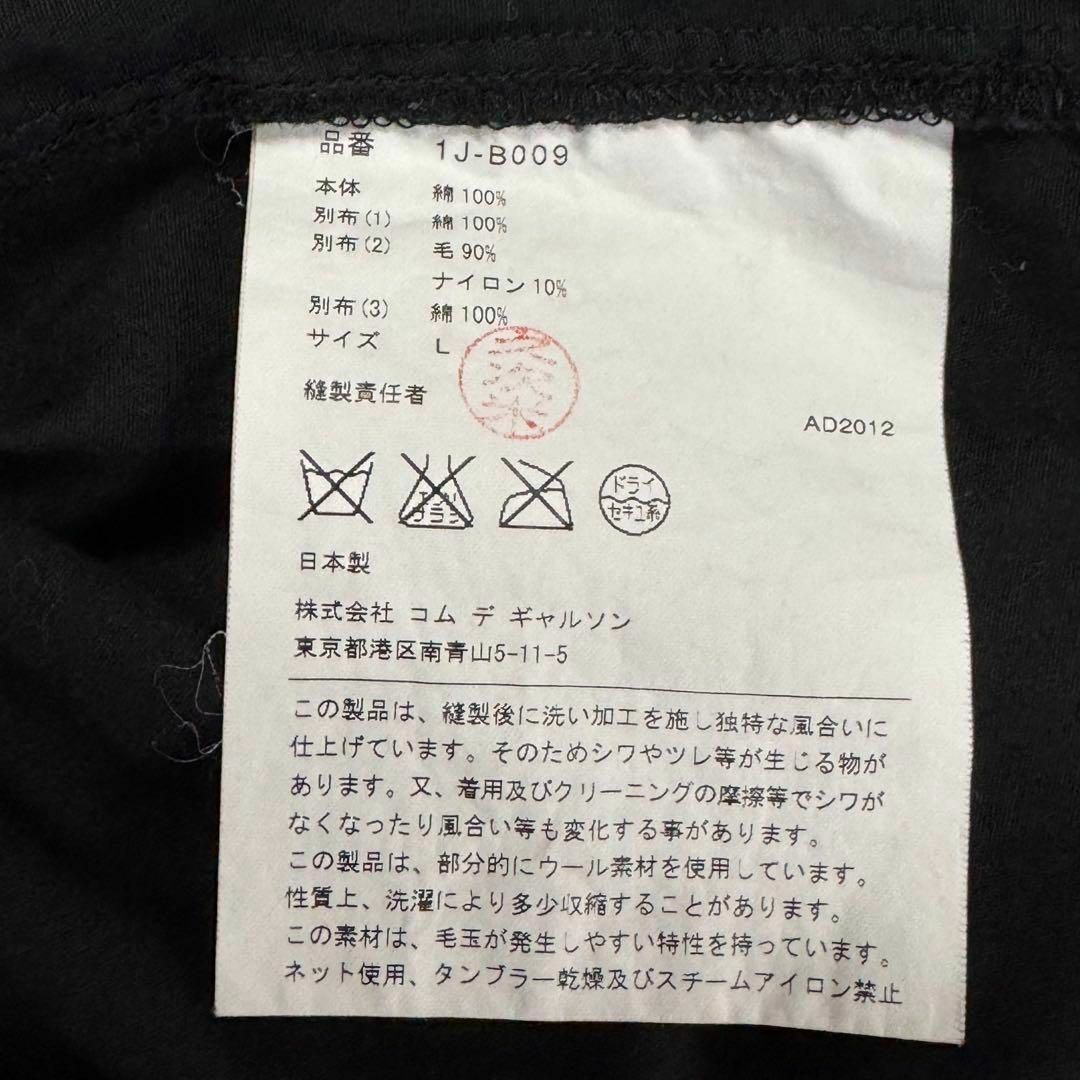 品番 1J-B009
本体 綿 100%
別布(1) 綿 100%
別布(2) 毛 90%
ナイロン 10%
別布(3) 綿 100%
サイズ L
縫製責任者
AD2012
エンソ
サラシ
ドライ
セキユ系
日本製
株式会社 コム デ ギャルソン
東京都港区南青山5-11-5
この製品は、縫製後に洗い加工を施し独特な風合いに
仕上げています。そのためシワやツレ等が生じる物が
あります。又、着用及びクリーニングの摩擦等でシワが
なくなったり風合い等も変化する事があります。
この製品は、部分的にウール素材を使用しています。
性質上、洗濯により多少収縮することがあります。
この素材は、毛玉が発生しやすい特性を持っています。
ネット使用、タンブラー乾燥及びスチームアイロン禁止